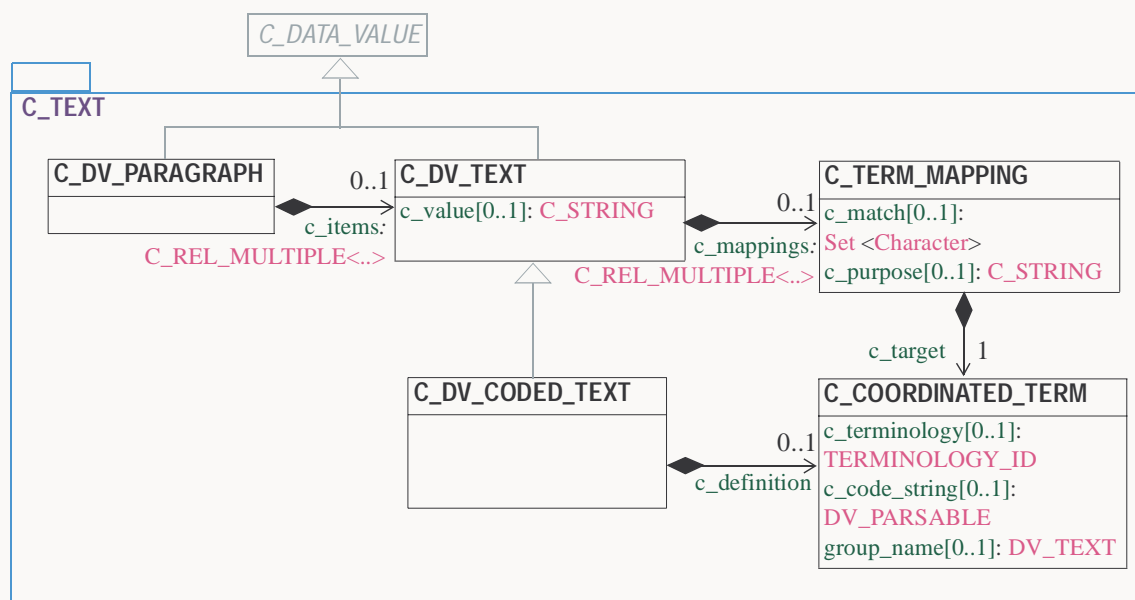 C_DATA_VALUE
C_TEXT
C_DV_PARAGRAPH
0..1
c_items:
C_REL_MULTIPLE<..>
C_DV_TEXT
c_value[0..1]: C_STRING
0..1
c_mappings:
C_REL_MULTIPLE<..>
C_TERM_MAPPING
c_match[0..1]:
Set <Character>
c_purpose[0..1]: C_STRING
c_target
1
C_DV_CODED_TEXT
0..1
c_definition
C_COORDINATED_TERM
c_terminology[0..1]:
TERMINOLOGY_ID
c_code_string[0..1]:
DV_PARSABLE
group_name[0..1]: DV_TEXT